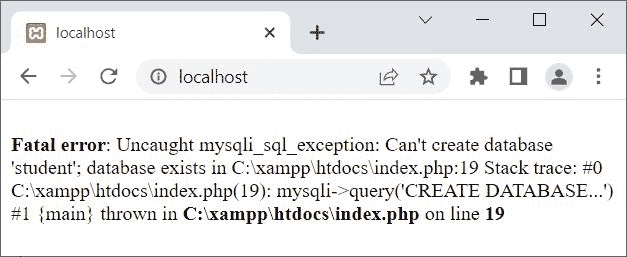 localhost
localhost
Fatal error: Uncaught mysqli_sql_exception: Can't create database
'student'; database exists in C:\xampp\htdocs\index.php:19 Stack trace: #0
C:\xampp\htdocs\index.php(19): mysqli->query('CREATE DATABASE...')
#1 {main} thrown in C:\xampp\htdocs\index.php on line 19